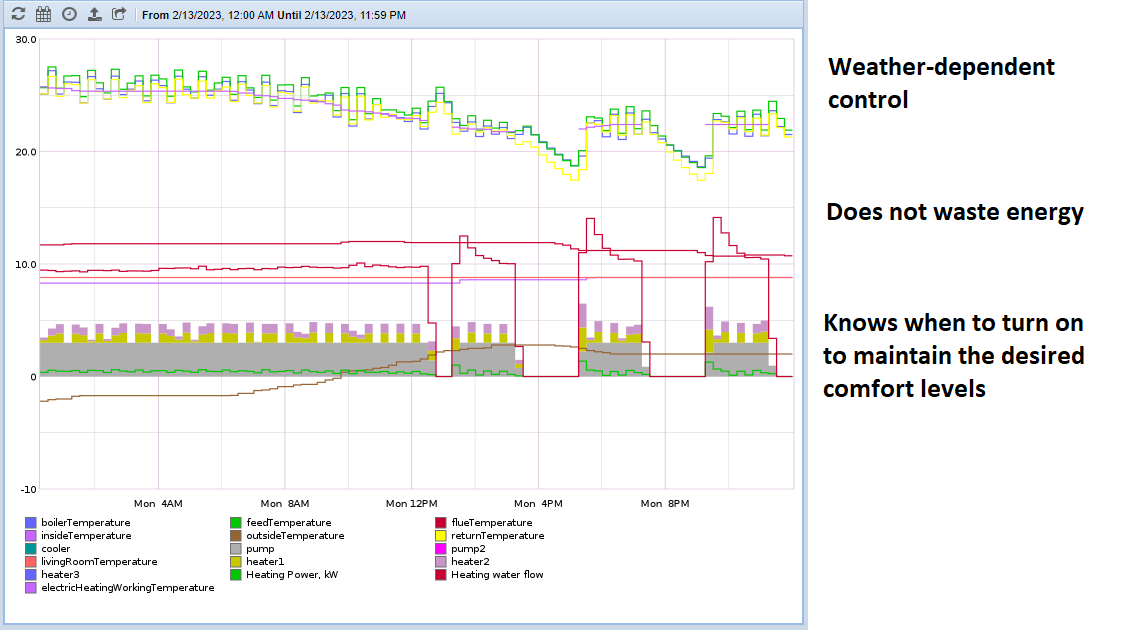 From 2/13/2023, 12:00 AM Until 2/13/2023, 11:59 PM
30.0
20.0
10.0
0
-10
Mon 4AM Mon 8AM Mon 12PM Mon 4PM Mon 8PM
boilerTemperature feedTemperature flueTemperature
insideTemperature outsideTemperature returnTemperature
cooler pump pump2
livingRoomTemperature heater1 heater2
heater3 Heating Power, kW Heating water flow
electricHeatingWorkingTemperature
Weather-dependent
control
Does not waste energy
Knows when to turn on
to maintain the desired
comfort levels